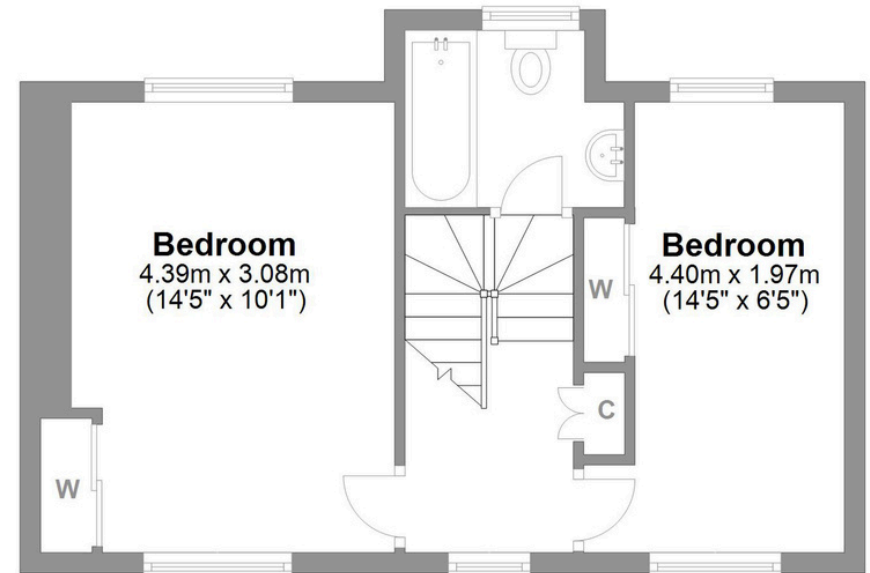 Bedroom
4.39m x 3.08m
(14'5" x 10'1")
Bedroom
4.40m x 1.97m
(14'5" x 6'5")
W
C
W